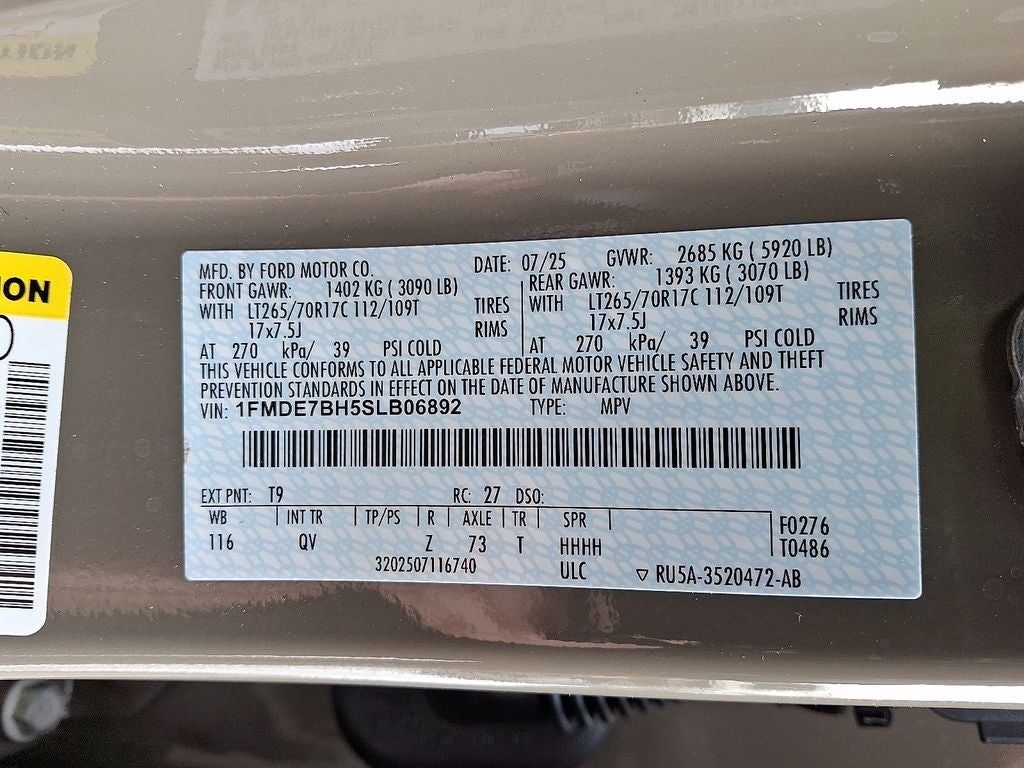 ION
MFD. BY FORD MOTOR CO. DATE: 07/25 GVWR: 2685 KG ( 5920 LB)
FRONT GAWR: 1402 KG ( 3090 LB) REAR GAWR: 1393 KG ( 3070 LB)
WITH LT265/70R17C 112/109T TIRES WITH LT265/70R17C 112/109T TIRES
17x7.5J RIMS 17x7.5J RIMS
AT 270 kPa/ 39 PSI COLD AT 270 kPa/ 39 PSI COLD
THIS VEHICLE CONFORMS TO ALL APPLICABLE FEDERAL MOTOR VEHICLE SAFETY AND THEFT
PREVENTION STANDARDS IN EFFECT ON THE DATE OF MANUFACTURE SHOWN ABOVE.
VIN: 1FMDE7BH5SLB06892 TYPE: MPV
EXT PNT: T9 RC: 27 DSO:
WB INT TR TP/PS R AXLE TR SPR F0276
116 QV Z 73 T HHHH T0486
3202507116740 ULC ▽ RU5A-3520472-AB